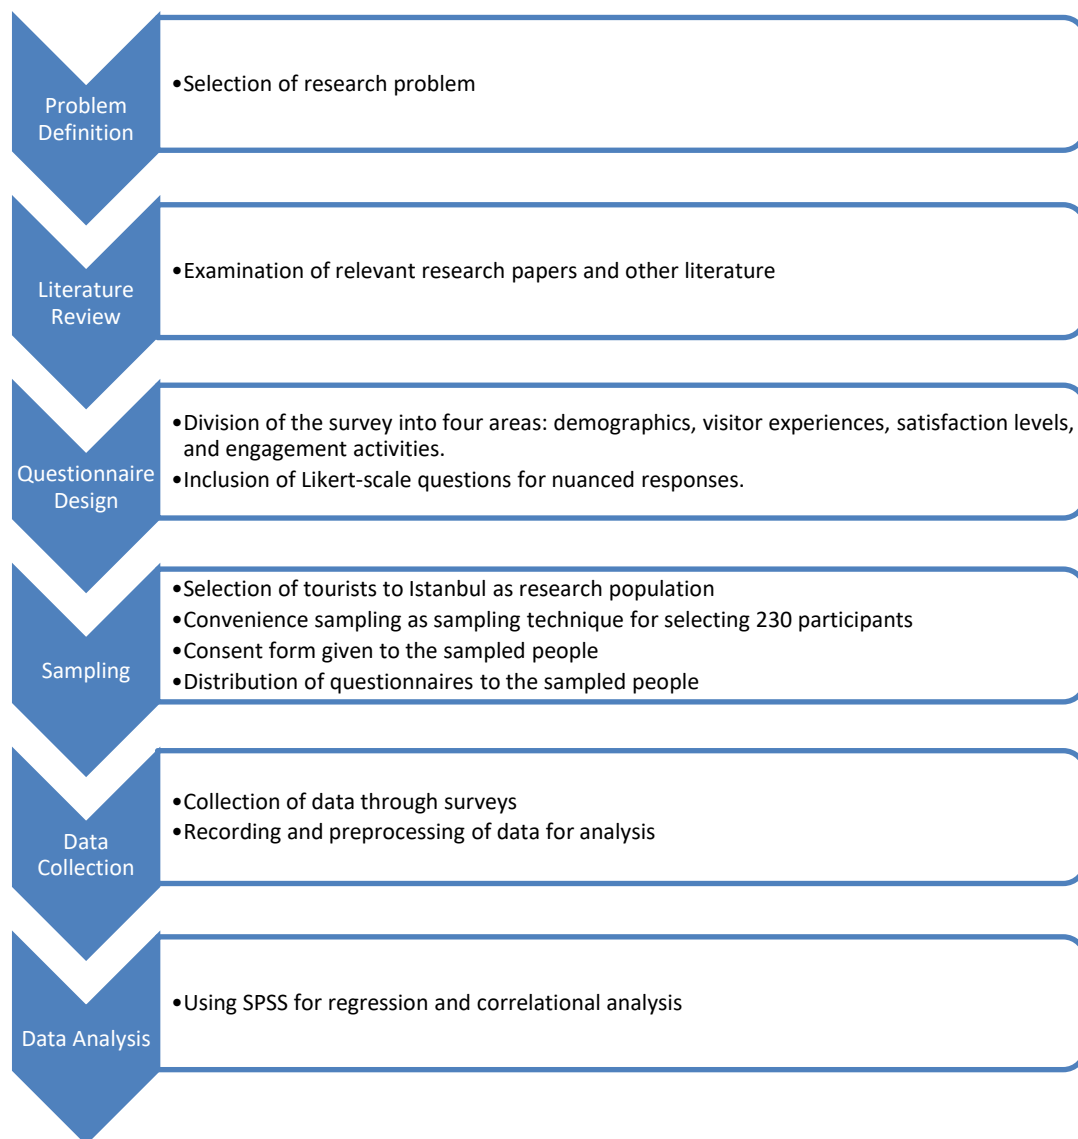 Problem
Definition
•Selection of research problem
Literature
Review
•Examination of relevant research papers and other literature
Questionnaire
Design
•Division of the survey into four areas: demographics, visitor experiences, satisfaction levels,
and engagement activities.
•Inclusion of Likert-scale questions for nuanced responses.
Sampling
•Selection of tourists to Istanbul as research population
•Convenience sampling as sampling technique for selecting 230 participants
•Consent form given to the sampled people
•Distribution of questionnaires to the sampled people
Data
Collection
•Collection of data through surveys
•Recording and preprocessing of data for analysis
Data Analysis
•Using SPSS for regression and correlational analysis